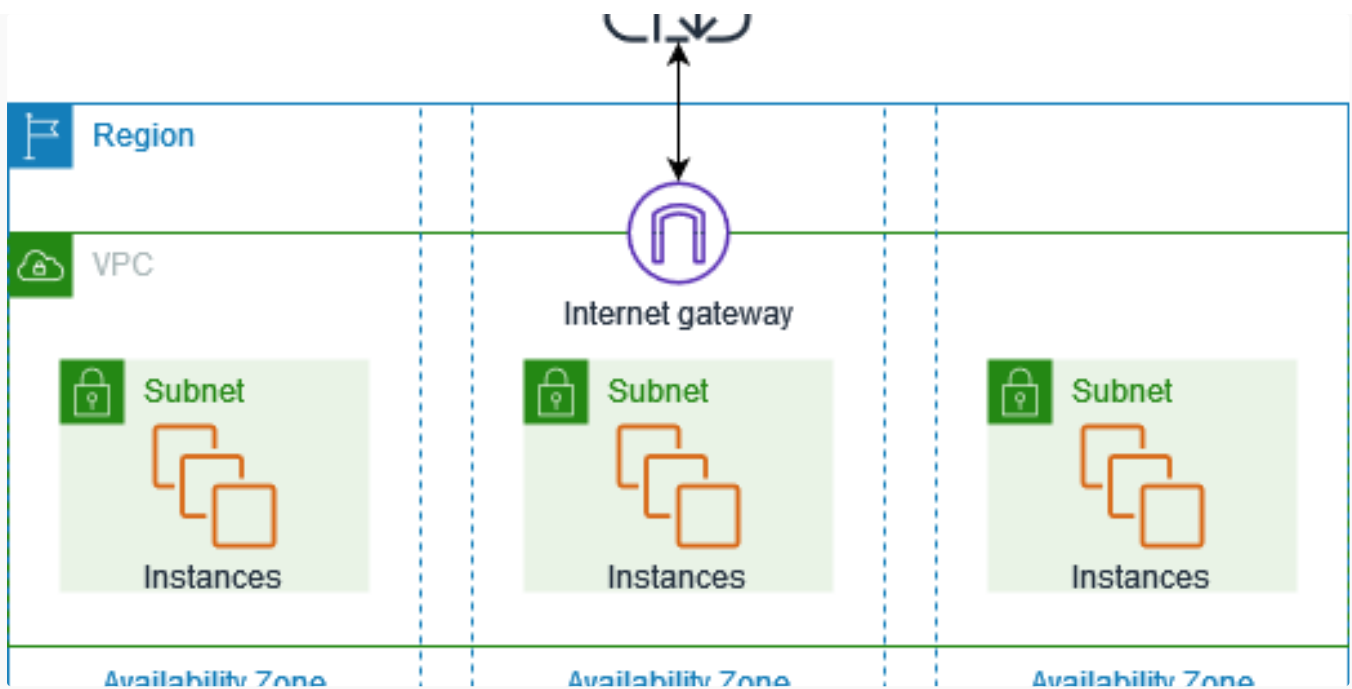 Region
VPC
Internet gateway
Subnet
Subnet
Subnet
Instances
Instances
Instances
Availability Zone
Availability Zone
Availability Zone